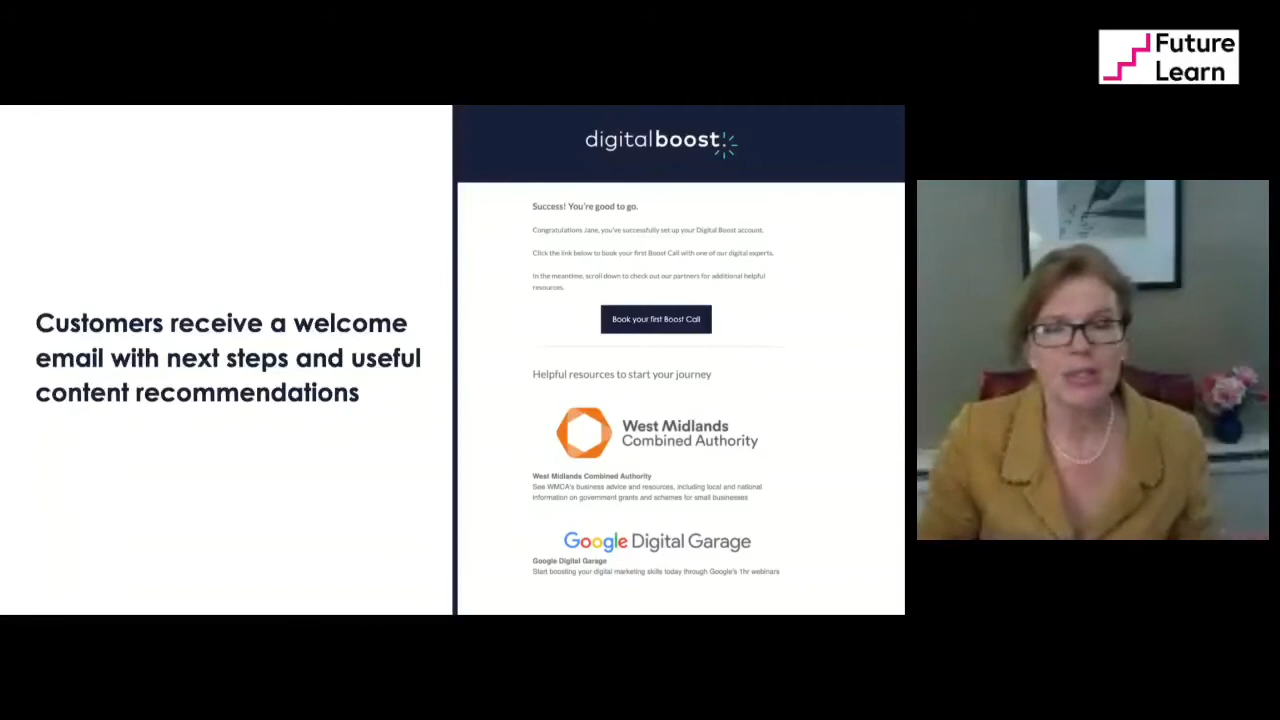 Future
Learn
Customers receive a welcome
email with next steps and useful
content recommendations
digitalboost
Success! You're good to go.
Congratulations Jane, you've successfully set up your Digital Boost account.
Click the link below to book your first Boost Call with one of our digital experts.
In the meantime, scroll down to check out our partners for additional helpful
resources.
Book your first Boost Call
Helpful resources to start your journey
West Midlands
Combined Authority
West Midlands Combined Authority
See WMCA's business advice and resources, including local and national
information on government grants and schemes for small businesses
Google Digital Garage
Google Digital Garage
Start boosting your digital marketing skills today through Google's 1hr webinars